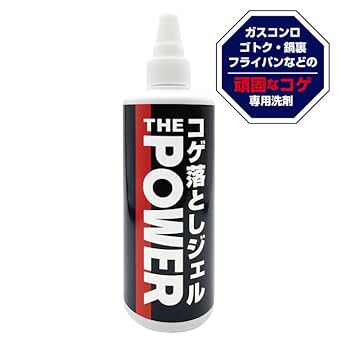 ガスコンロ
ゴトク・鍋裏
フライパンなどの
頑固なコゲ
専用洗剤
コゲ落としジェル
THE
POWER